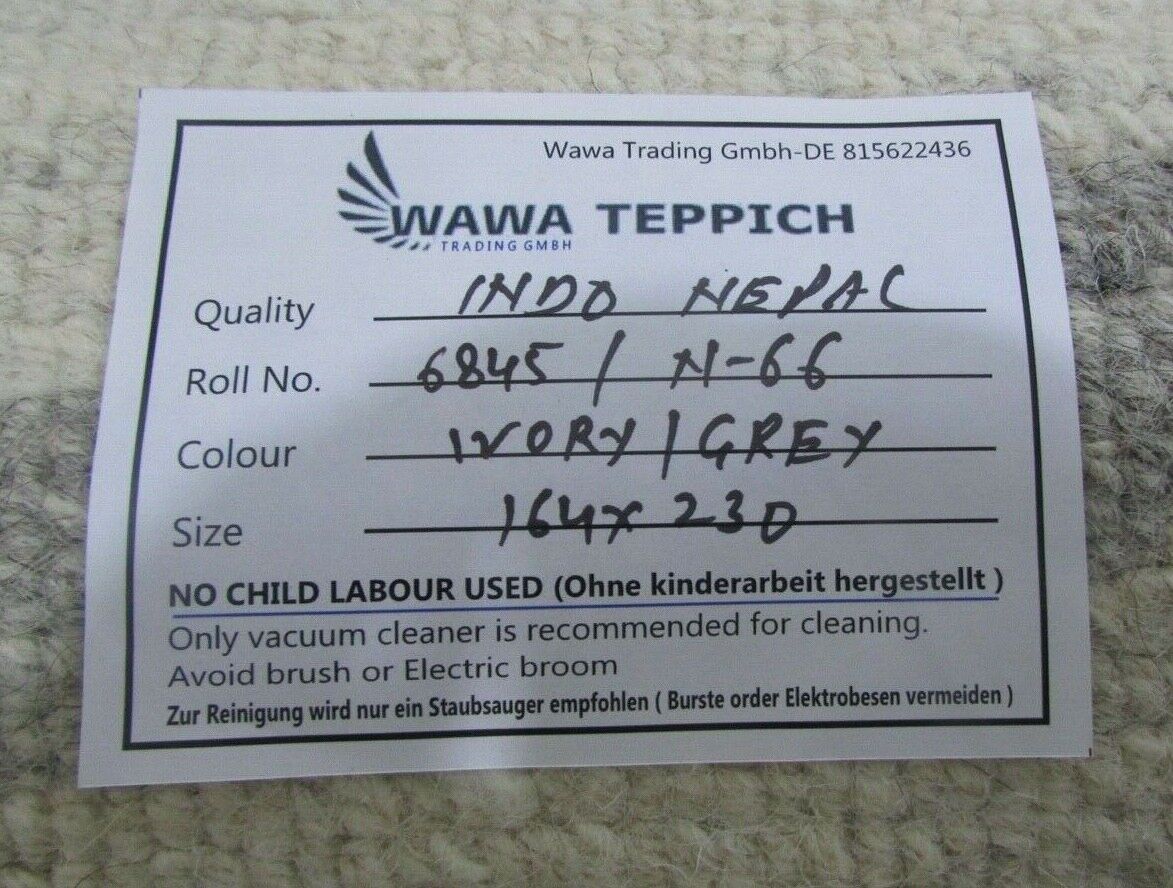 Wawa Trading Gmbh-DE 815622436
WAWA TEPPICH
TRADING GMBH
Quality INDO NEPAL
Roll No. 6845 / N-66
Colour IVORY / GREY
Size 164x 230
NO CHILD LABOUR USED (Ohne kinderarbeit hergestellt )
Only vacuum cleaner is recommended for cleaning.
Avoid brush or Electric broom
Zur Reinigung wird nur ein Staubsauger empfohlen ( Burste order Elektrobesen vermeiden )